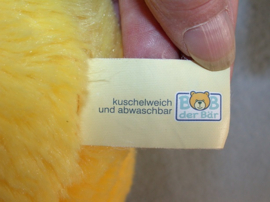 kuschelweich
und abwaschbar
BOB
der Bär